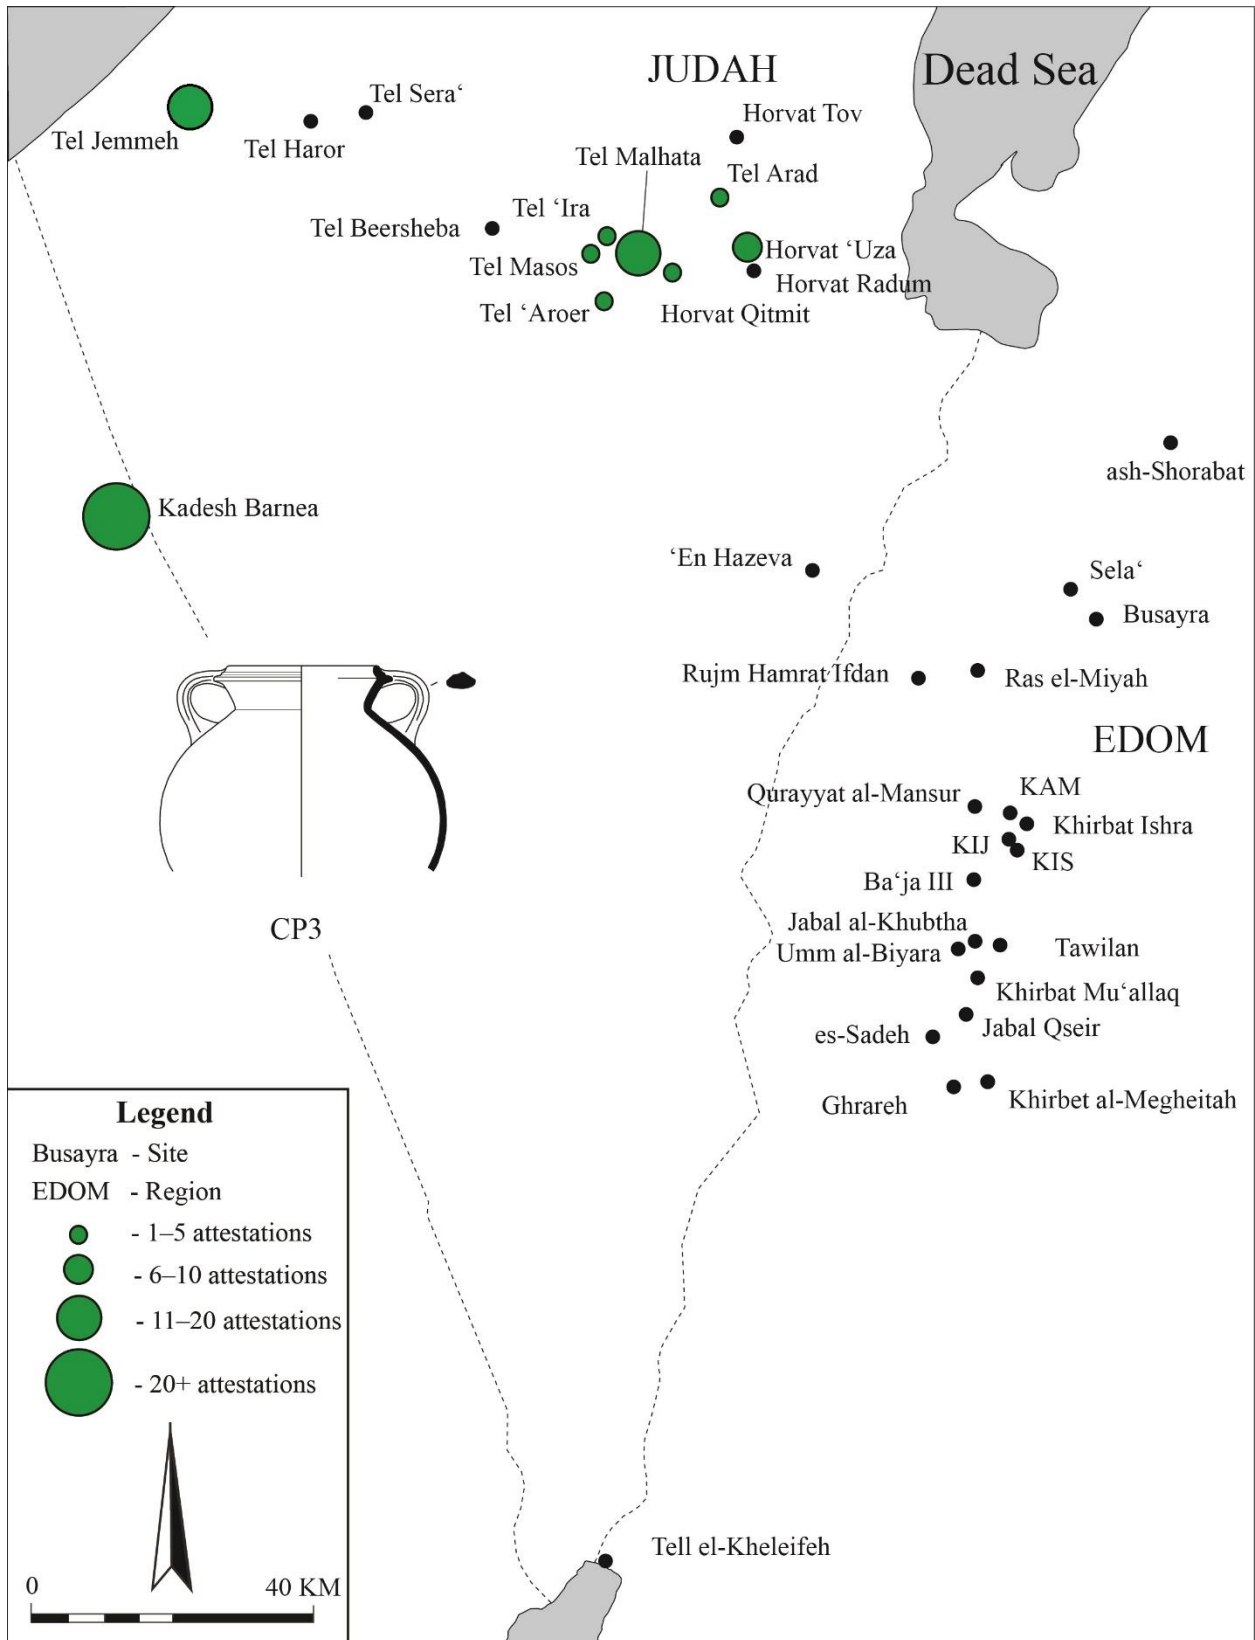 JUDAH
Dead Sea
Tel Jemmeh
Tel Haror
Tel Sera‘
Horvat Tov
Tel Malhata
Tel Arad
Tel ‘Ira
Tel Beersheba
Tel Masos
Horvat ‘Uza
Horvat Radum
Tel ‘Aroer
Horvat Qitmit
ash-Shorabat
Kadesh Barnea
‘En Hazeva
Sela‘
Busayra
Rujm Hamrat Ifdan
Ras el-Miyah
EDOM
Qurayyat al-Mansur
KAM
Khirbat Ishra
KIJ
KIS
Ba‘ja III
CP3
Jabal al-Khubtha
Umm al-Biyara
Tawilan
Khirbat Mu‘allaq
Jabal Qseir
es-Sadeh
Ghrareh
Khirbet al-Megheitah
Legend
Busayra - Site
EDOM - Region
- 1–5 attestations
- 6–10 attestations
- 11–20 attestations
- 20+ attestations
Tell el-Kheleifeh
0 40 KM